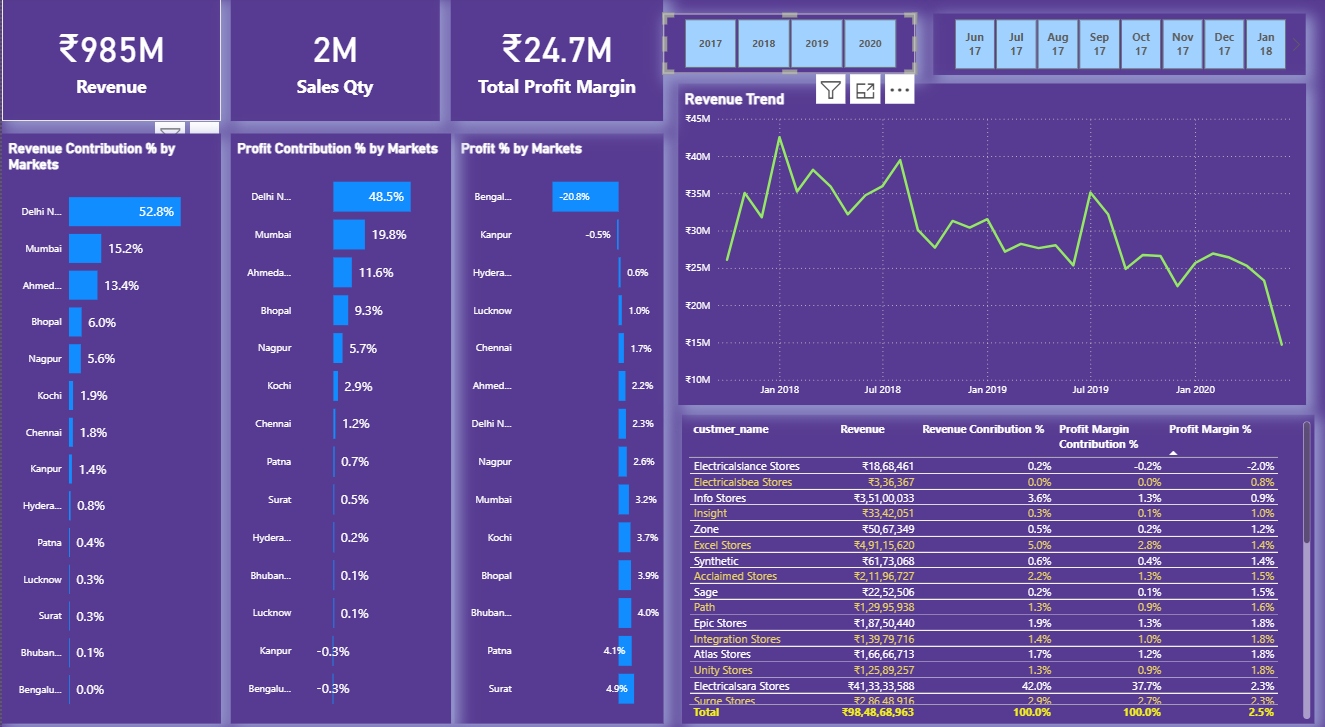 ₹985M
Revenue
2M
Sales Qty
₹24.7M
Total Profit Margin
2017 2018 2019 2020
Jun 17 Jul 17 Aug 17 Sep 17 Oct 17 Nov 17 Dec 17 Jan 18
Revenue Contribution % by
Markets
Delhi N... 52.8%
Mumbai 15.2%
Ahmed... 13.4%
Bhopal 6.0%
Nagpur 5.6%
Kochi 1.9%
Chennai 1.8%
Kanpur 1.4%
Hydera... 0.8%
Patna 0.4%
Lucknow 0.3%
Surat 0.3%
Bhuban... 0.1%
Bengalu... 0.0%
Profit Contribution % by Markets
Delhi N... 48.5%
Mumbai 19.8%
Ahmeda... 11.6%
Bhopal 9.3%
Nagpur 5.7%
Kochi 2.9%
Chennai 1.2%
Patna 0.7%
Surat 0.5%
Hydera... 0.2%
Bhuban... 0.1%
Lucknow 0.1%
Kanpur -0.3%
Bengalu... -0.3%
Profit % by Markets
Bengal... -20.8%
Kanpur -0.5%
Hydera... 0.6%
Lucknow 1.0%
Chennai 1.7%
Ahmed... 2.2%
Delhi N... 2.3%
Nagpur 2.6%
Mumbai 3.2%
Kochi 3.7%
Bhopal 3.9%
Bhuban... 4.0%
Patna 4.1%
Surat 4.9%
Revenue Trend
₹45M
₹40M
₹35M
₹30M
₹25M
₹20M
₹15M
₹10M
Jan 2018 Jul 2018 Jan 2019 Jul 2019 Jan 2020
custmer_name Revenue Revenue Conribution % Profit Margin Contribution % Profit Margin %
Electricalslance Stores ₹18,68,461 0.2% -0.2% -2.0%
Electricalsbea Stores ₹3,36,367 0.0% 0.0% 0.8%
Info Stores ₹3,51,00,033 3.6% 1.3% 0.9%
Insight ₹33,42,051 0.3% 0.1% 1.0%
Zone ₹50,67,349 0.5% 0.2% 1.2%
Excel Stores ₹4,91,15,620 5.0% 2.8% 1.4%
Synthetic ₹61,73,068 0.6% 0.4% 1.4%
Acclaimed Stores ₹2,11,96,727 2.2% 1.3% 1.5%
Sage ₹22,52,506 0.2% 0.1% 1.5%
Path ₹1,29,95,938 1.3% 0.9% 1.6%
Epic Stores ₹1,87,50,440 1.9% 1.3% 1.8%
Integration Stores ₹1,39,79,716 1.4% 1.0% 1.8%
Atlas Stores ₹1,66,66,713 1.7% 1.2% 1.8%
Unity Stores ₹1,25,89,257 1.3% 0.9% 1.8%
Electricalsara Stores ₹41,33,33,588 42.0% 37.7% 2.3%
Surge Stores ₹2,86,48,916 2.9% 2.7% 2.3%
Total ₹98,48,68,963 100.0% 100.0% 2.5%